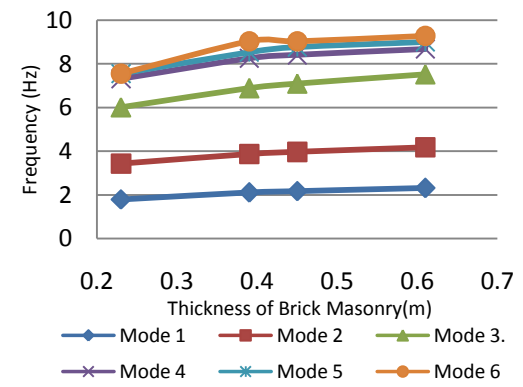 10
8
6
4
2
0
Frequency (Hz)
0.2 0.3 0.4 0.5 0.6 0.7
Thickness of Brick Masonry(m)
Mode 1 Mode 2 Mode 3.
Mode 4 Mode 5 Mode 6